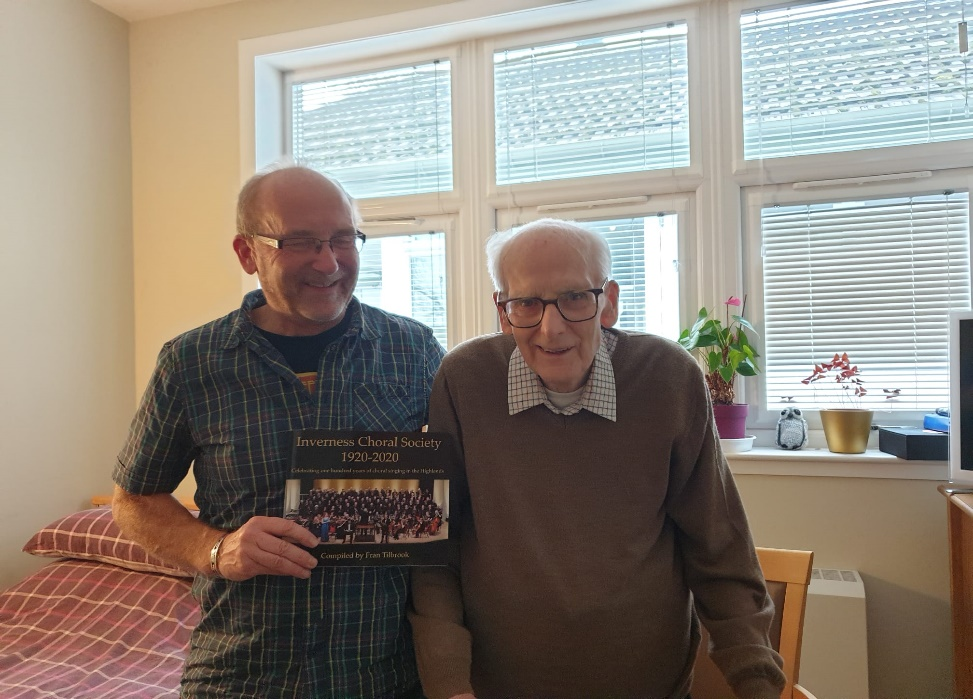 Inverness Choral Society
1920-2020
Celebrating one hundred years of choral singing in the Highlands
Compiled by Fran Tilbrook